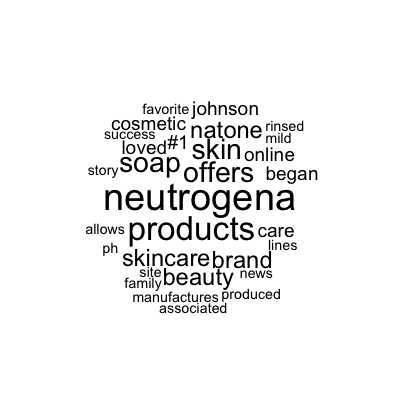 favorite johnson
cosmetic natone rinsed
success #1 mild
loved skin online
story soap offers began
neutrogena
allows products care
ph lines
skincare brand
site beauty news
family
manufactures produced
associated